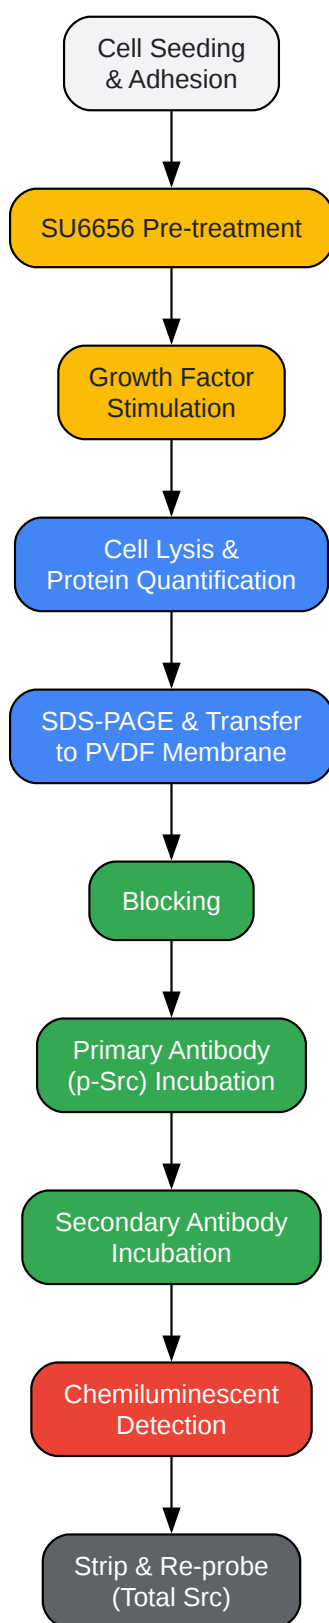 Cell Seeding
& Adhesion
SU6656 Pre-treatment
Growth Factor
Stimulation
Cell Lysis &
Protein Quantification
SDS-PAGE & Transfer
to PVDF Membrane
Blocking
Primary Antibody
(p-Src) Incubation
Secondary Antibody
Incubation
Chemiluminescent
Detection
Strip & Re-probe
(Total Src)